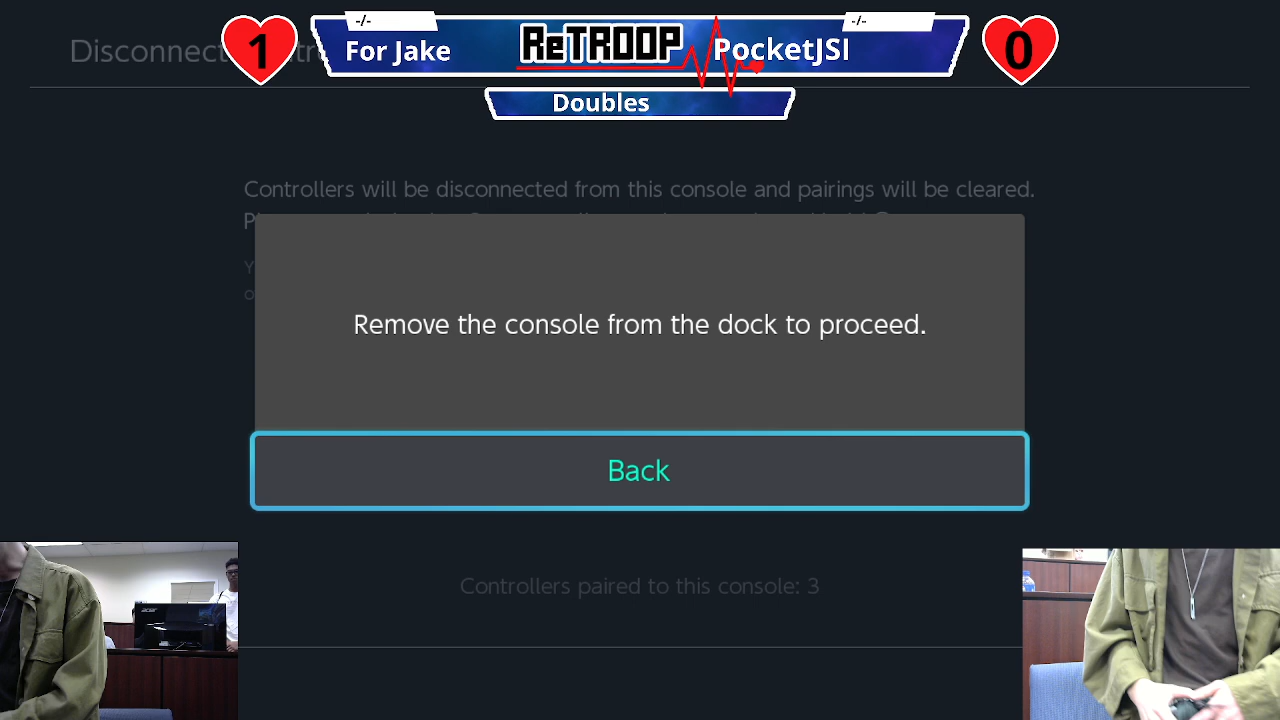 -/-
-/-
1
For Jake
ReTROOP
PocketJSI
0
Disconnect
Doubles
Controllers will be disconnected from this console and pairings will be cleared.
Remove the console from the dock to proceed.
Back
Controllers paired to this console: 3
acer